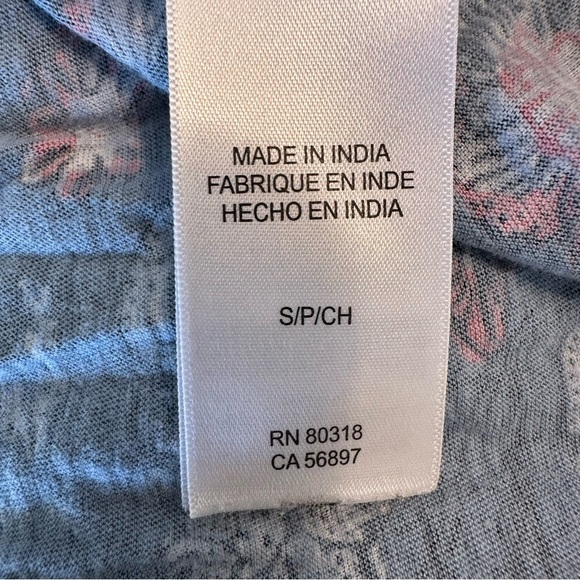 MADE IN INDIA
FABRIQUE EN INDE
HECHO EN INDIA
S/P/CH
RN 80318
CA 56897